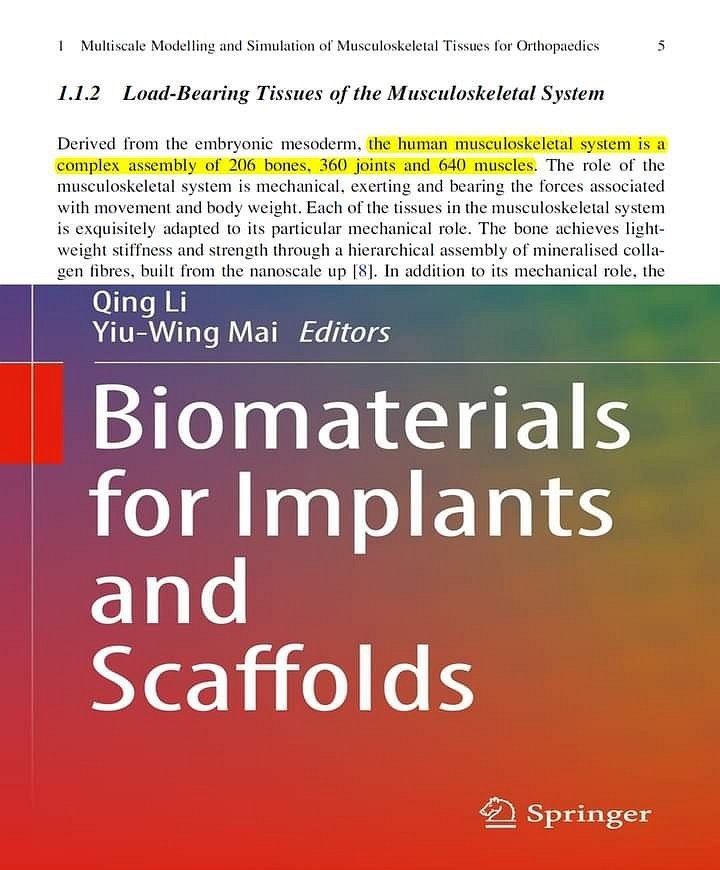 1 Multiscale Modelling and Simulation of Musculoskeletal Tissues for Orthopaedics 5
1.1.2 Load-Bearing Tissues of the Musculoskeletal System
Derived from the embryonic mesoderm, the human musculoskeletal system is a
complex assembly of 206 bones, 360 joints and 640 muscles. The role of the
musculoskeletal system is mechanical, exerting and bearing the forces associated
with movement and body weight. Each of the tissues in the musculoskeletal system
is exquisitely adapted to its particular mechanical role. The bone achieves light-
weight stiffness and strength through a hierarchical assembly of mineralised colla-
gen fibres, built from the nanoscale up [8]. In addition to its mechanical role, the
Qing Li
Yiu-Wing Mai Editors
Biomaterials
for Implants
and
Scaffolds
Springer